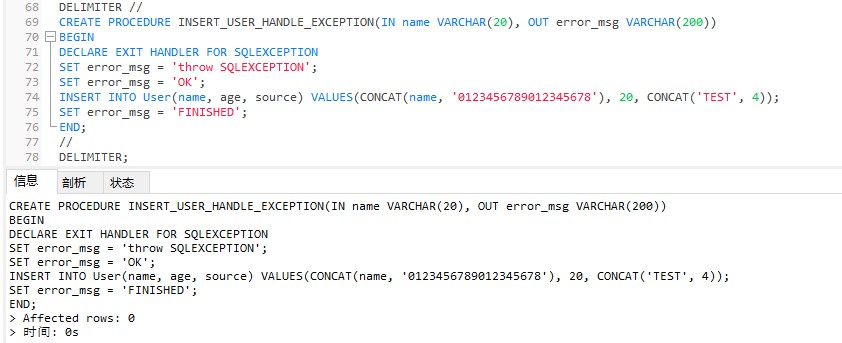 68 DELIMITER //
69 CREATE PROCEDURE INSERT_USER_HANDLE_EXCEPTION(IN name VARCHAR(20), OUT error_msg VARCHAR(200))
70 BEGIN
71 DECLARE EXIT HANDLER FOR SQLEXCEPTION
72 SET error_msg = 'throw SQLEXCEPTION';
73 SET error_msg = 'OK';
74 INSERT INTO User(name, age, source) VALUES(CONCAT(name, '0123456789012345678'), 20, CONCAT('TEST', 4));
75 SET error_msg = 'FINISHED';
76 END;
77 //
78 DELIMITER;
信息 剖析 状态
CREATE PROCEDURE INSERT_USER_HANDLE_EXCEPTION(IN name VARCHAR(20), OUT error_msg VARCHAR(200))
BEGIN
DECLARE EXIT HANDLER FOR SQLEXCEPTION
SET error_msg = 'throw SQLEXCEPTION';
SET error_msg = 'OK';
INSERT INTO User(name, age, source) VALUES(CONCAT(name, '0123456789012345678'), 20, CONCAT('TEST', 4));
SET error_msg = 'FINISHED';
END;
> Affected rows: 0
> 时间: 0s